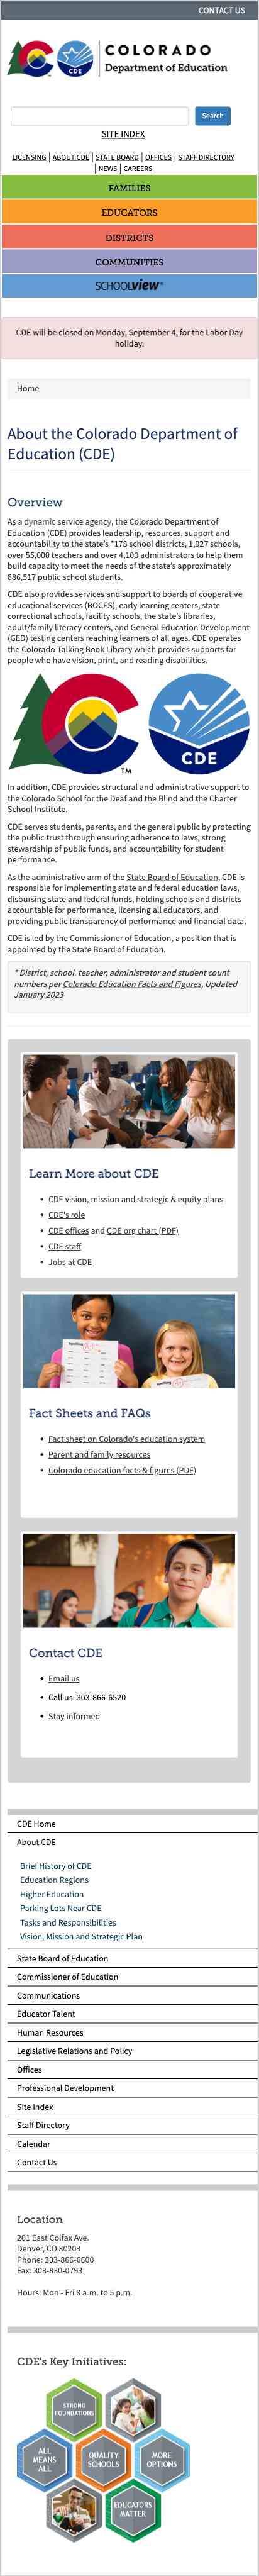 CONTACT US
COLORADO
CDE
Department of Education
Search
SITE INDEX
LICENSING | ABOUT CDE | STATE BOARD | OFFICES | STAFF DIRECTORY
| NEWS | CAREERS
FAMILIES
EDUCATORS
DISTRICTS
COMMUNITIES
SCHOOLVIEW®
CDE will be closed on Monday, September 4, for the Labor Day
holiday.
Home
About the Colorado Department of
Education (CDE)
Overview
As a dynamic service agency, the Colorado Department of
Education (CDE) provides leadership, resources, support and
accountability to the state's *178 school districts, 1,927 schools,
over 55,000 teachers and over 4,100 administrators to help them
build capacity to meet the needs of the state's approximately
886,517 public school students.
CDE also provides services and support to boards of cooperative
educational services (BOCES), early learning centers, state
correctional schools, facility schools, the state's libraries,
adult/family literacy centers, and General Education Development
(GED) testing centers reaching learners of all ages. CDE operates
the Colorado Talking Book Library which provides supports for
people who have vision, print, and reading disabilities.
CDE
TM
In addition, CDE provides structural and administrative support to
the Colorado School for the Deaf and the Blind and the Charter
School Institute.
CDE serves students, parents, and the general public by protecting
the public trust through ensuring adherence to laws, strong
stewardship of public funds, and accountability for student
performance.
As the administrative arm of the State Board of Education, CDE is
responsible for implementing state and federal education laws,
disbursing state and federal funds, holding schools and districts
accountable for performance, licensing all educators, and
providing public transparency of performance and financial data.
CDE is led by the Commissioner of Education, a position that is
appointed by the State Board of Education.
* District, school. teacher, administrator and student count
numbers per Colorado Education Facts and Figures, Updated
January 2023
Learn More about CDE
• CDE vision, mission and strategic & equity plans
• CDE's role
• CDE offices and CDE org chart (PDF)
• CDE staff
• Jobs at CDE
Fact Sheets and FAQs
• Fact sheet on Colorado's education system
• Parent and family resources
• Colorado education facts & figures (PDF)
Contact CDE
• Email us
• Call us: 303-866-6520
• Stay informed
CDE Home
About CDE
Brief History of CDE
Education Regions
Higher Education
Parking Lots Near CDE
Tasks and Responsibilities
Vision, Mission and Strategic Plan
State Board of Education
Commissioner of Education
Communications
Educator Talent
Human Resources
Legislative Relations and Policy
Offices
Professional Development
Site Index
Staff Directory
Calendar
Contact Us
Location
201 East Colfax Ave.
Denver, CO 80203
Phone: 303-866-6600
Fax: 303-830-0793
Hours: Mon - Fri 8 a.m. to 5 p.m.
CDE's Key Initiatives:
STRONG
FOUNDATIONS
ALL
MEANS
ALL
QUALITY
SCHOOLS
MORE
OPTIONS
EDUCATORS
MATTER